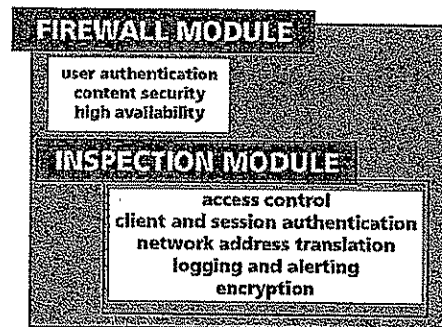 FIREWALL MODULE
user authentication
content security
high availability
INSPECTION MODULE
access control
client and session authentication
network address translation
logging and alerting
encryption